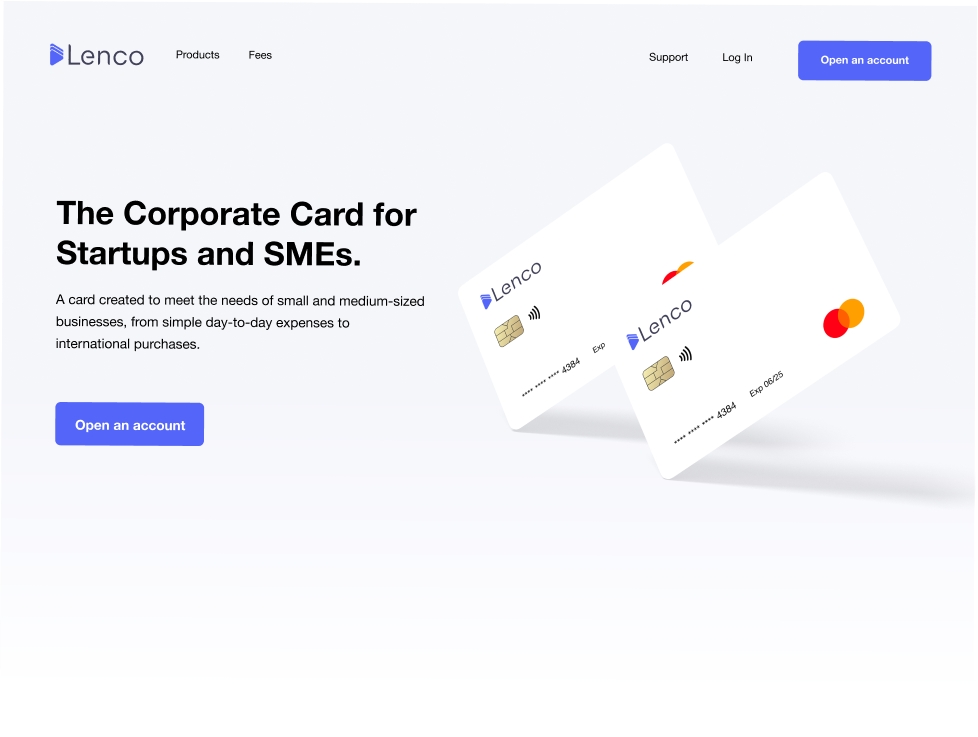 Lenco
Products
Fees
Support
Log In
Open an account
The Corporate Card for
Startups and SMEs.
A card created to meet the needs of small and medium-sized
businesses, from simple day-to-day expenses to
international purchases.
Open an account
Lenco
**** **** **** 4384
Exp
Lenco
**** **** **** 4384
Exp 06/25